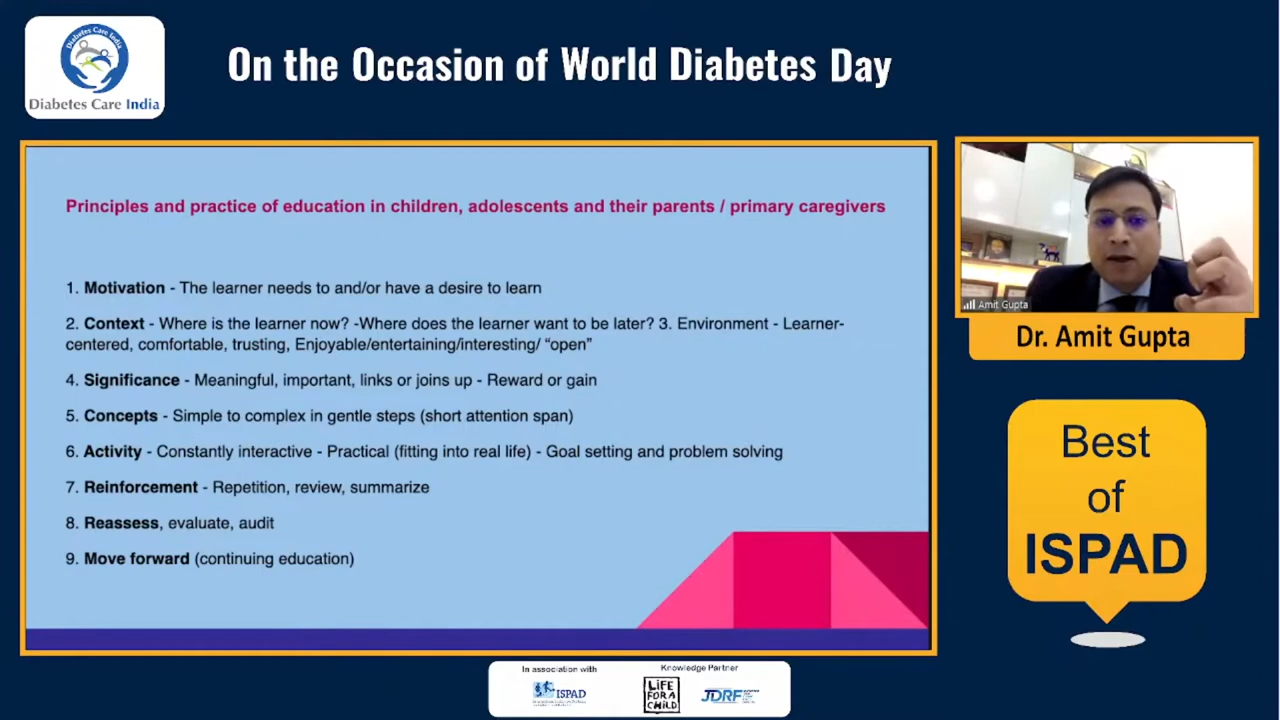 Diabetes Care India
Diabetes Care India
On the Occasion of World Diabetes Day
Principles and practice of education in children, adolescents and their parents / primary caregivers
1. Motivation - The learner needs to and/or have a desire to learn
2. Context - Where is the learner now? -Where does the learner want to be later? 3. Environment - Learner-
centered, comfortable, trusting, Enjoyable/entertaining/interesting/ “open”
4. Significance - Meaningful, important, links or joins up - Reward or gain
5. Concepts - Simple to complex in gentle steps (short attention span)
6. Activity - Constantly interactive - Practical (fitting into real life) - Goal setting and problem solving
7. Reinforcement - Repetition, review, summarize
8. Reassess, evaluate, audit
9. Move forward (continuing education)
Amit Gupta
Dr. Amit Gupta
Best
of
ISPAD
In association with
ISPAD
Knowledge Partner
LiFE
FOR A
CHiLD
JDRF